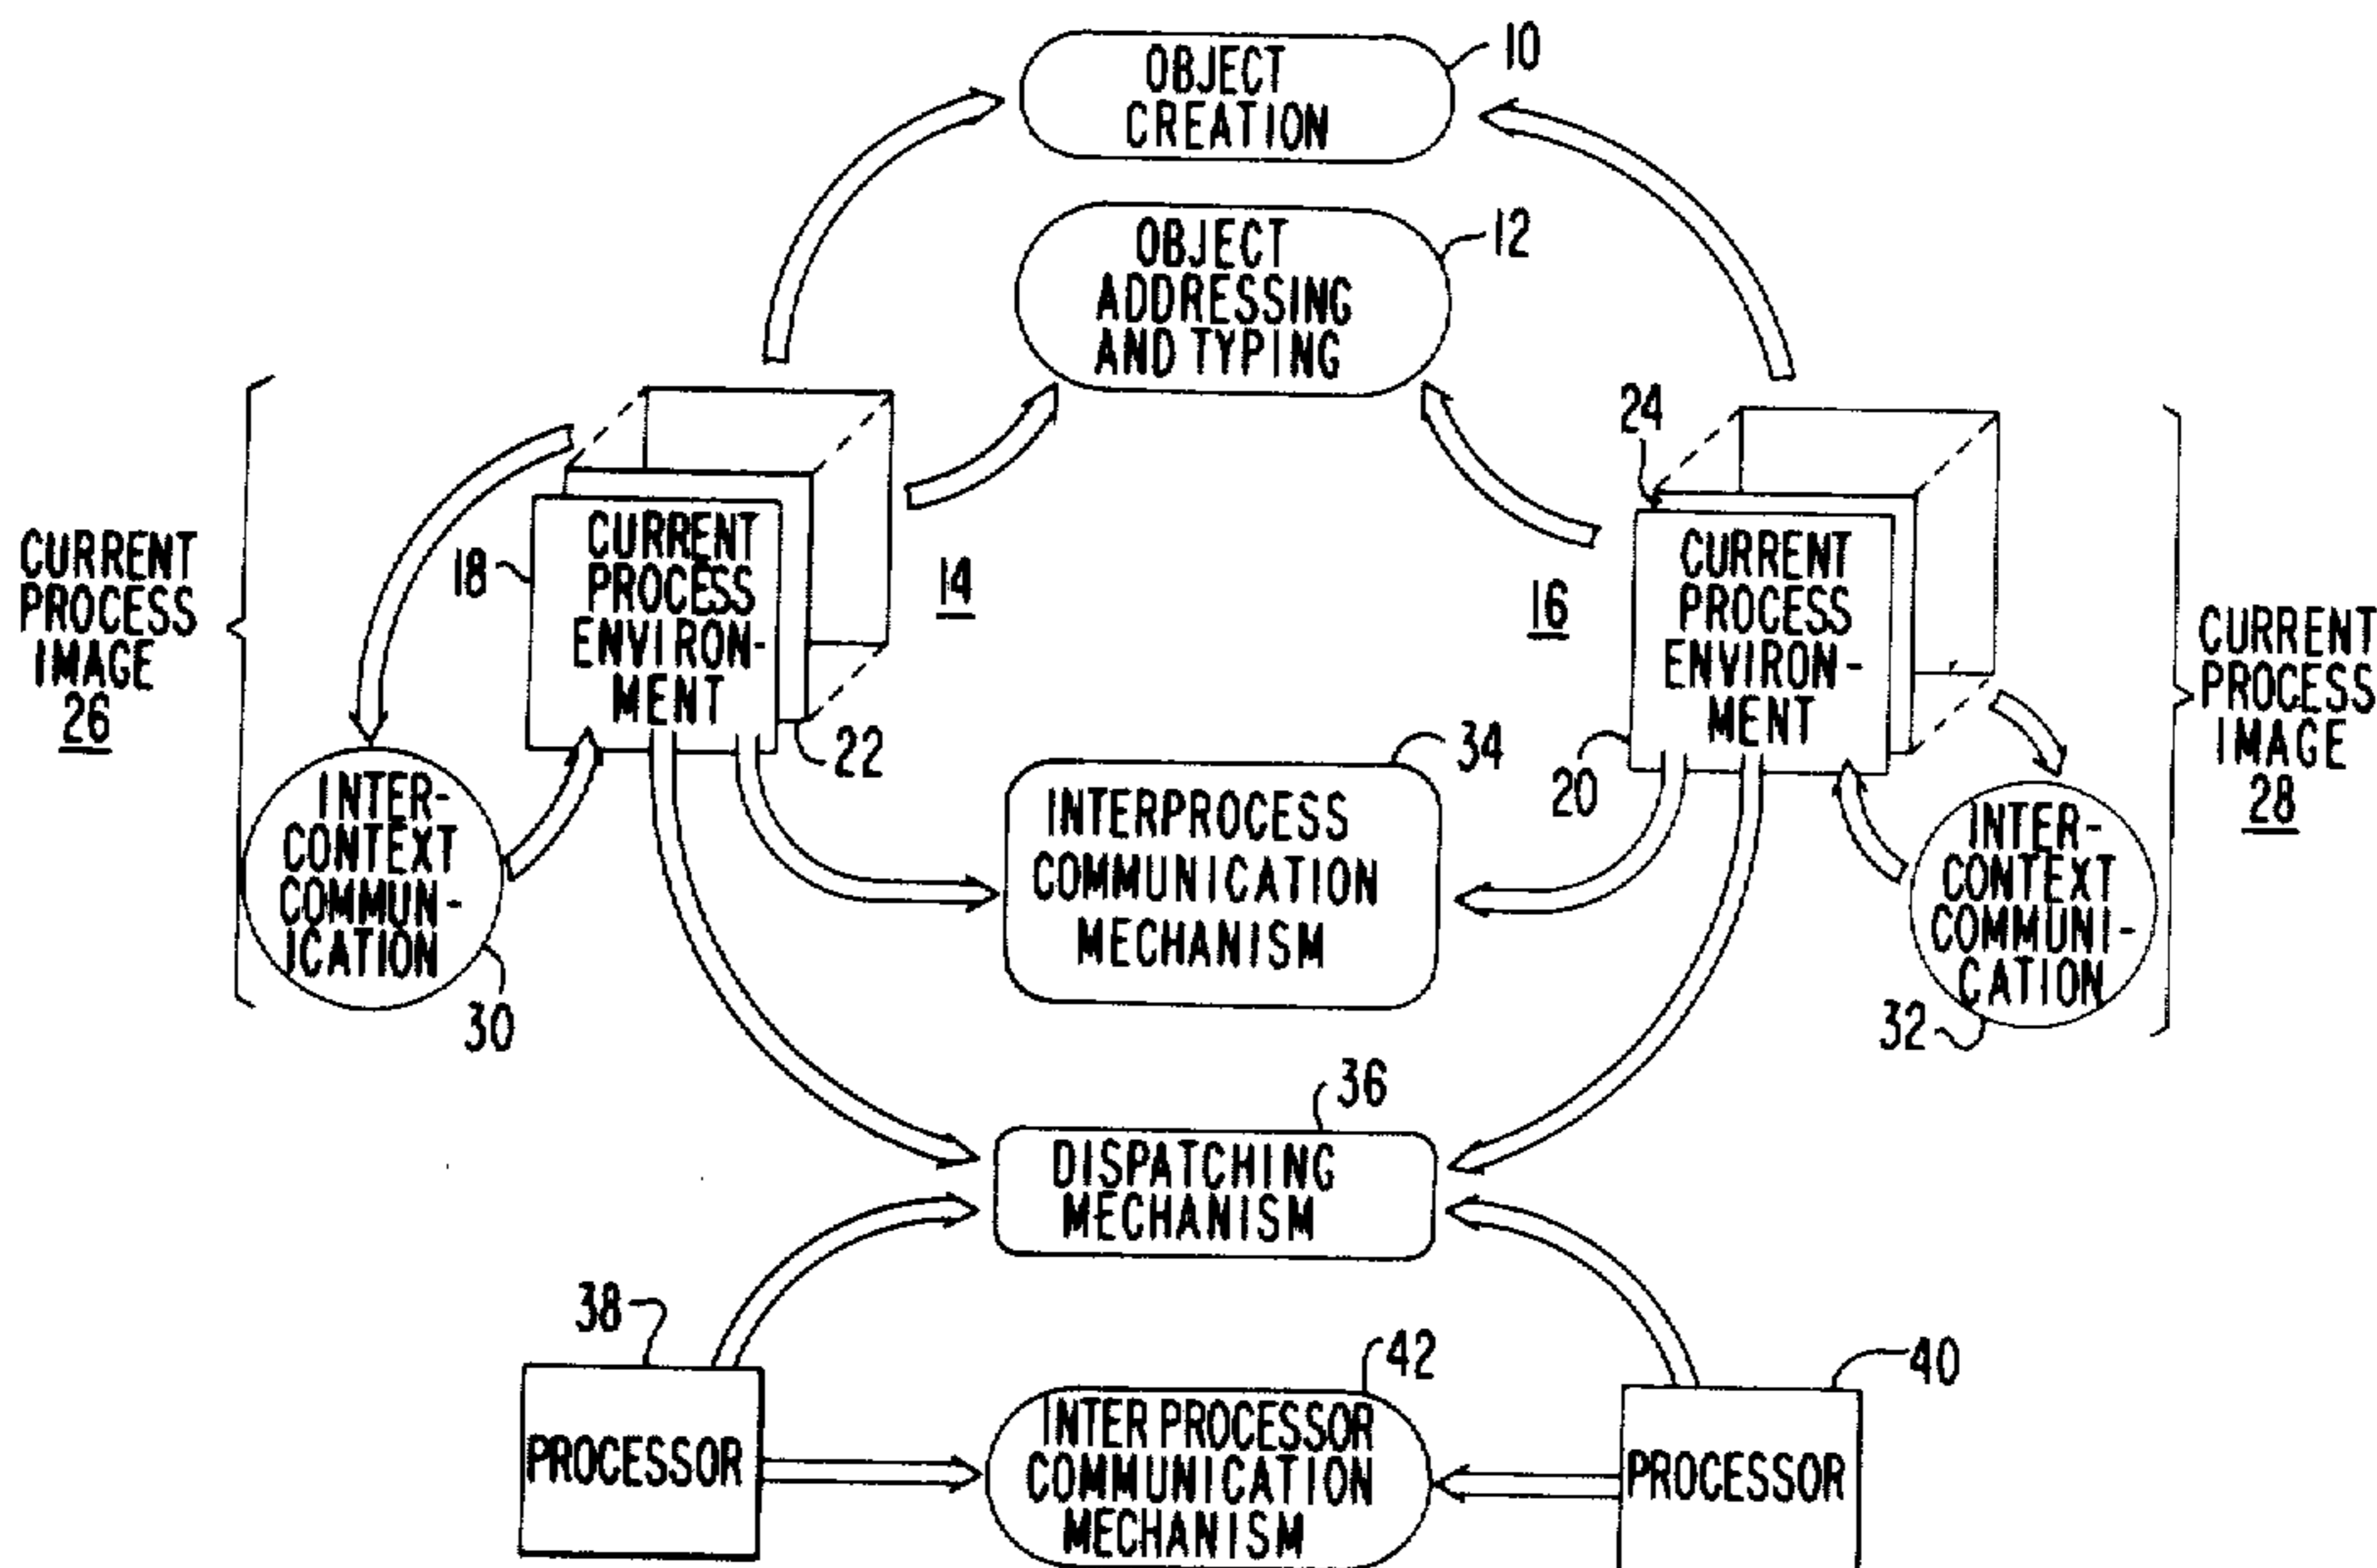 OBJECT
CREATION
10
OBJECT
ADDRESSING
AND TYPING
12
CURRENT
PROCESS
IMAGE
26
18
CURRENT
PROCESS
ENVIRON-
MENT
14
22
24
16
CURRENT
PROCESS
ENVIRON-
MENT
20
CURRENT
PROCESS
IMAGE
28
INTER-
CONTEXT
COMMUN-
ICATION
30
34
INTERPROCESS
COMMUNICATION
MECHANISM
INTER-
CONTEXT
COMMUNI-
CATION
32
36
DISPATCHING
MECHANISM
38
PROCESSOR
42
INTER PROCESSOR
COMMUNICATION
MECHANISM
40
PROCESSOR